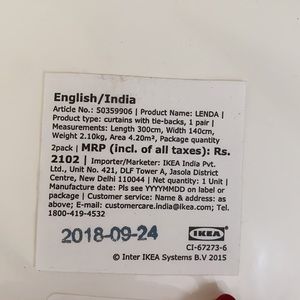 English/India
Article No.: 50359906 | Product Name: LENDA |
Product type: curtains with tie-backs, 1 pair |
Measurements: Length 300cm, Width 140cm,
Weight 2.10kg, Area 4.20m², Package quantity
2pack | MRP (incl. of all taxes): Rs.
2102 | Importer/Marketer: IKEA India Pvt.
Ltd., Unit No. 421, DLF Tower A, Jasola District
Centre, New Delhi 110044 | Net quantity: 1 Unit |
Manufacture date: Pls see YYYYMMDD on label or
package | For complaints: Name & address: as
above; E-mail: customercare.india@ikea.com; Tel.
1800-419-4532
2018-09-24
IKEA
CI-67273-6
© Inter IKEA Systems B.V 2015